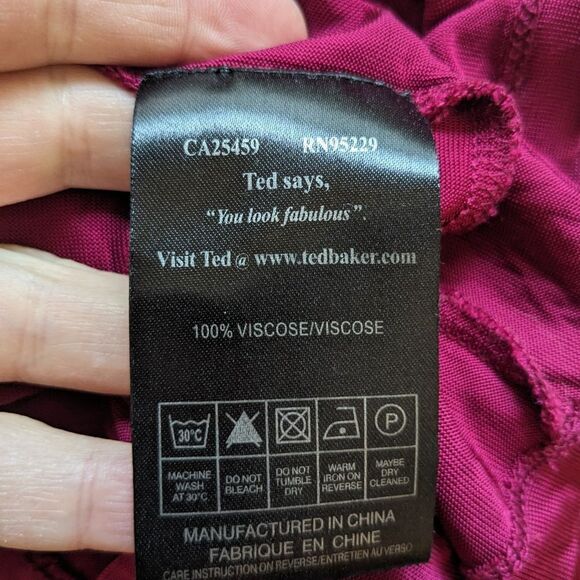 CA25459 RN95229
Ted says,
"You look fabulous".
Visit Ted @ www.tedbaker.com
100% VISCOSE/VISCOSE
30°C P
MACHINE WASH AT 30°C
DO NOT BLEACH
DO NOT TUMBLE DRY
WARM IRON ON REVERSE
MAYBE DRY CLEANED
MANUFACTURED IN CHINA
FABRIQUE EN CHINE
CARE INSTRUCTION ON REVERSE/ENTRETIEN AU VERSO